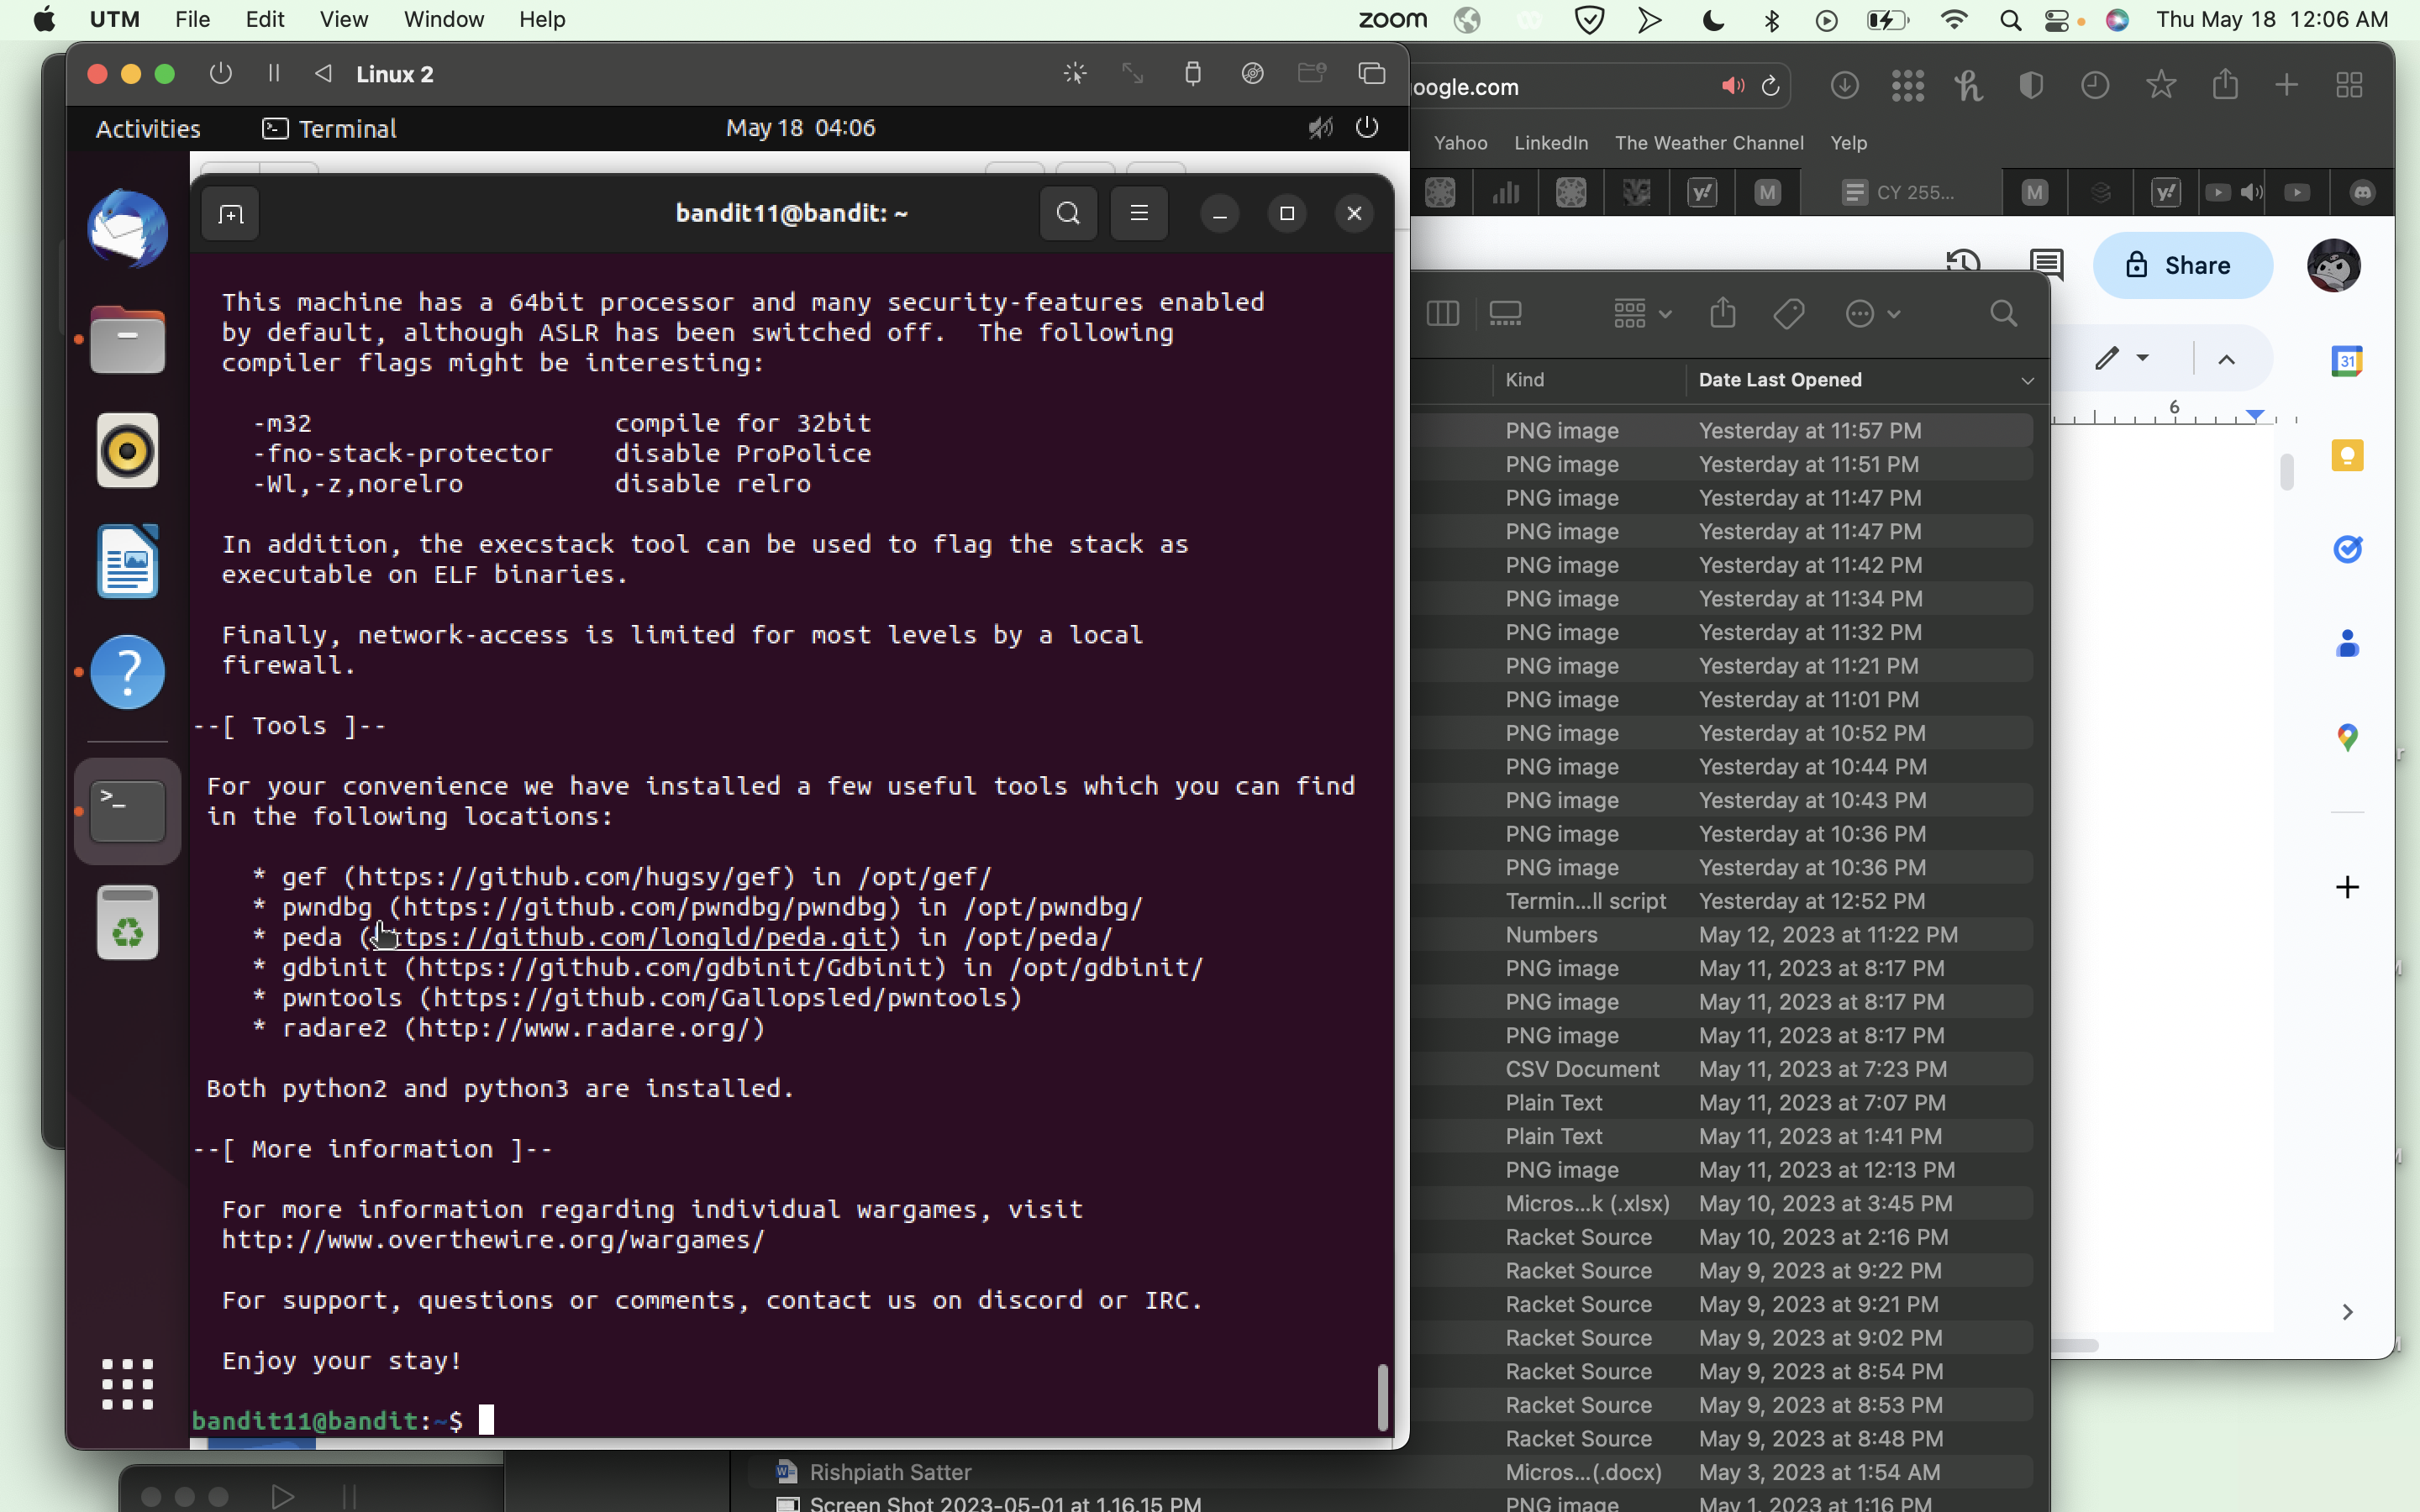 UTM File Edit View Window Help
zoom
Thu May 18 12:06 AM
Linux 2
Activities
Terminal
May 18 04:06
bandit11@bandit: ~
This machine has a 64bit processor and many security-features enabled
by default, although ASLR has been switched off.  The following
compiler flags might be interesting:
-m32 compile for 32bit
-fno-stack-protector disable ProPolice
-Wl,-z,norelro disable relro
In addition, the execstack tool can be used to flag the stack as
executable on ELF binaries.
Finally, network-access is limited for most levels by a local
firewall.
--[ Tools ]--
For your convenience we have installed a few useful tools which you can find
in the following locations:
* gef (https://github.com/hugsy/gef) in /opt/gef/
* pwndbg (https://github.com/pwndbg/pwndbg) in /opt/pwndbg/
* peda (https://github.com/longld/peda.git) in /opt/peda/
* gdbinit (https://github.com/gdbinit/Gdbinit) in /opt/gdbinit/
* pwntools (https://github.com/Gallopsled/pwntools)
* radare2 (http://www.radare.org/)
Both python2 and python3 are installed.
--[ More information ]--
For more information regarding individual wargames, visit
http://www.overthewire.org/wargames/
For support, questions or comments, contact us on discord or IRC.
Enjoy your stay!
bandit11@bandit:~$
oogle.com
Yahoo LinkedIn The Weather Channel Yelp
CY 255...
Share
6
31
Kind Date Last Opened
PNG image Yesterday at 11:57 PM
PNG image Yesterday at 11:51 PM
PNG image Yesterday at 11:47 PM
PNG image Yesterday at 11:47 PM
PNG image Yesterday at 11:42 PM
PNG image Yesterday at 11:34 PM
PNG image Yesterday at 11:32 PM
PNG image Yesterday at 11:21 PM
PNG image Yesterday at 11:01 PM
PNG image Yesterday at 10:52 PM
PNG image Yesterday at 10:44 PM
PNG image Yesterday at 10:43 PM
PNG image Yesterday at 10:36 PM
PNG image Yesterday at 10:36 PM
Termin...ll script Yesterday at 12:52 PM
Numbers May 12, 2023 at 11:22 PM
PNG image May 11, 2023 at 8:17 PM
PNG image May 11, 2023 at 8:17 PM
PNG image May 11, 2023 at 8:17 PM
CSV Document May 11, 2023 at 7:23 PM
Plain Text May 11, 2023 at 7:07 PM
Plain Text May 11, 2023 at 1:41 PM
PNG image May 11, 2023 at 12:13 PM
Micros...k (.xlsx) May 10, 2023 at 3:45 PM
Racket Source May 10, 2023 at 2:16 PM
Racket Source May 9, 2023 at 9:22 PM
Racket Source May 9, 2023 at 9:21 PM
Racket Source May 9, 2023 at 9:02 PM
Racket Source May 9, 2023 at 8:54 PM
Racket Source May 9, 2023 at 8:53 PM
Racket Source May 9, 2023 at 8:48 PM
Rishpiath Satter Micros...(.docx) May 3, 2023 at 1:54 AM
Screen Shot 2023-05-01 at 1.16.15 PM PNG image May 1, 2023 at 1:16 PM